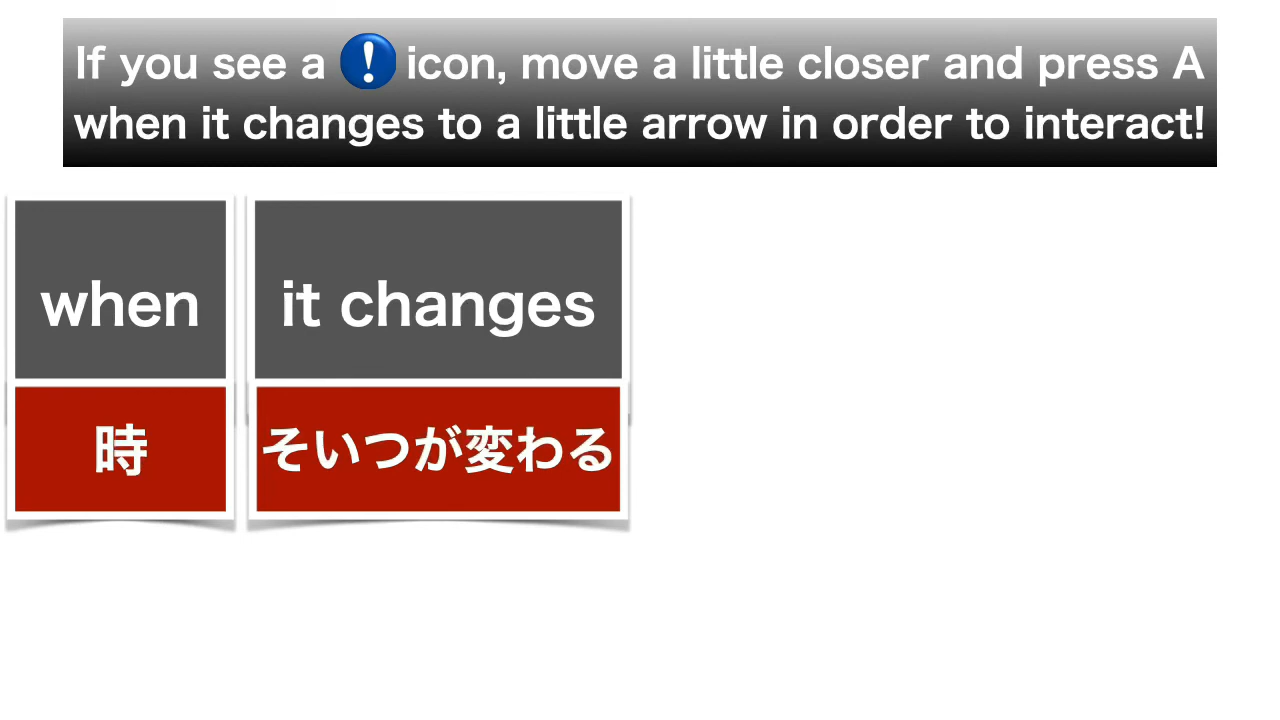 If you see a ! icon, move a little closer and press A
when it changes to a little arrow in order to interact!
when
it changes
時
そいつが変わる